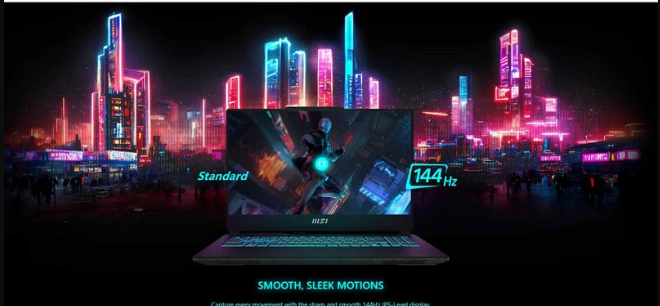 Standard
144Hz
msi
SMOOTH, SLEEK MOTIONS
Capture every movement with the sharp and smooth 144Hz IPS-Level display.